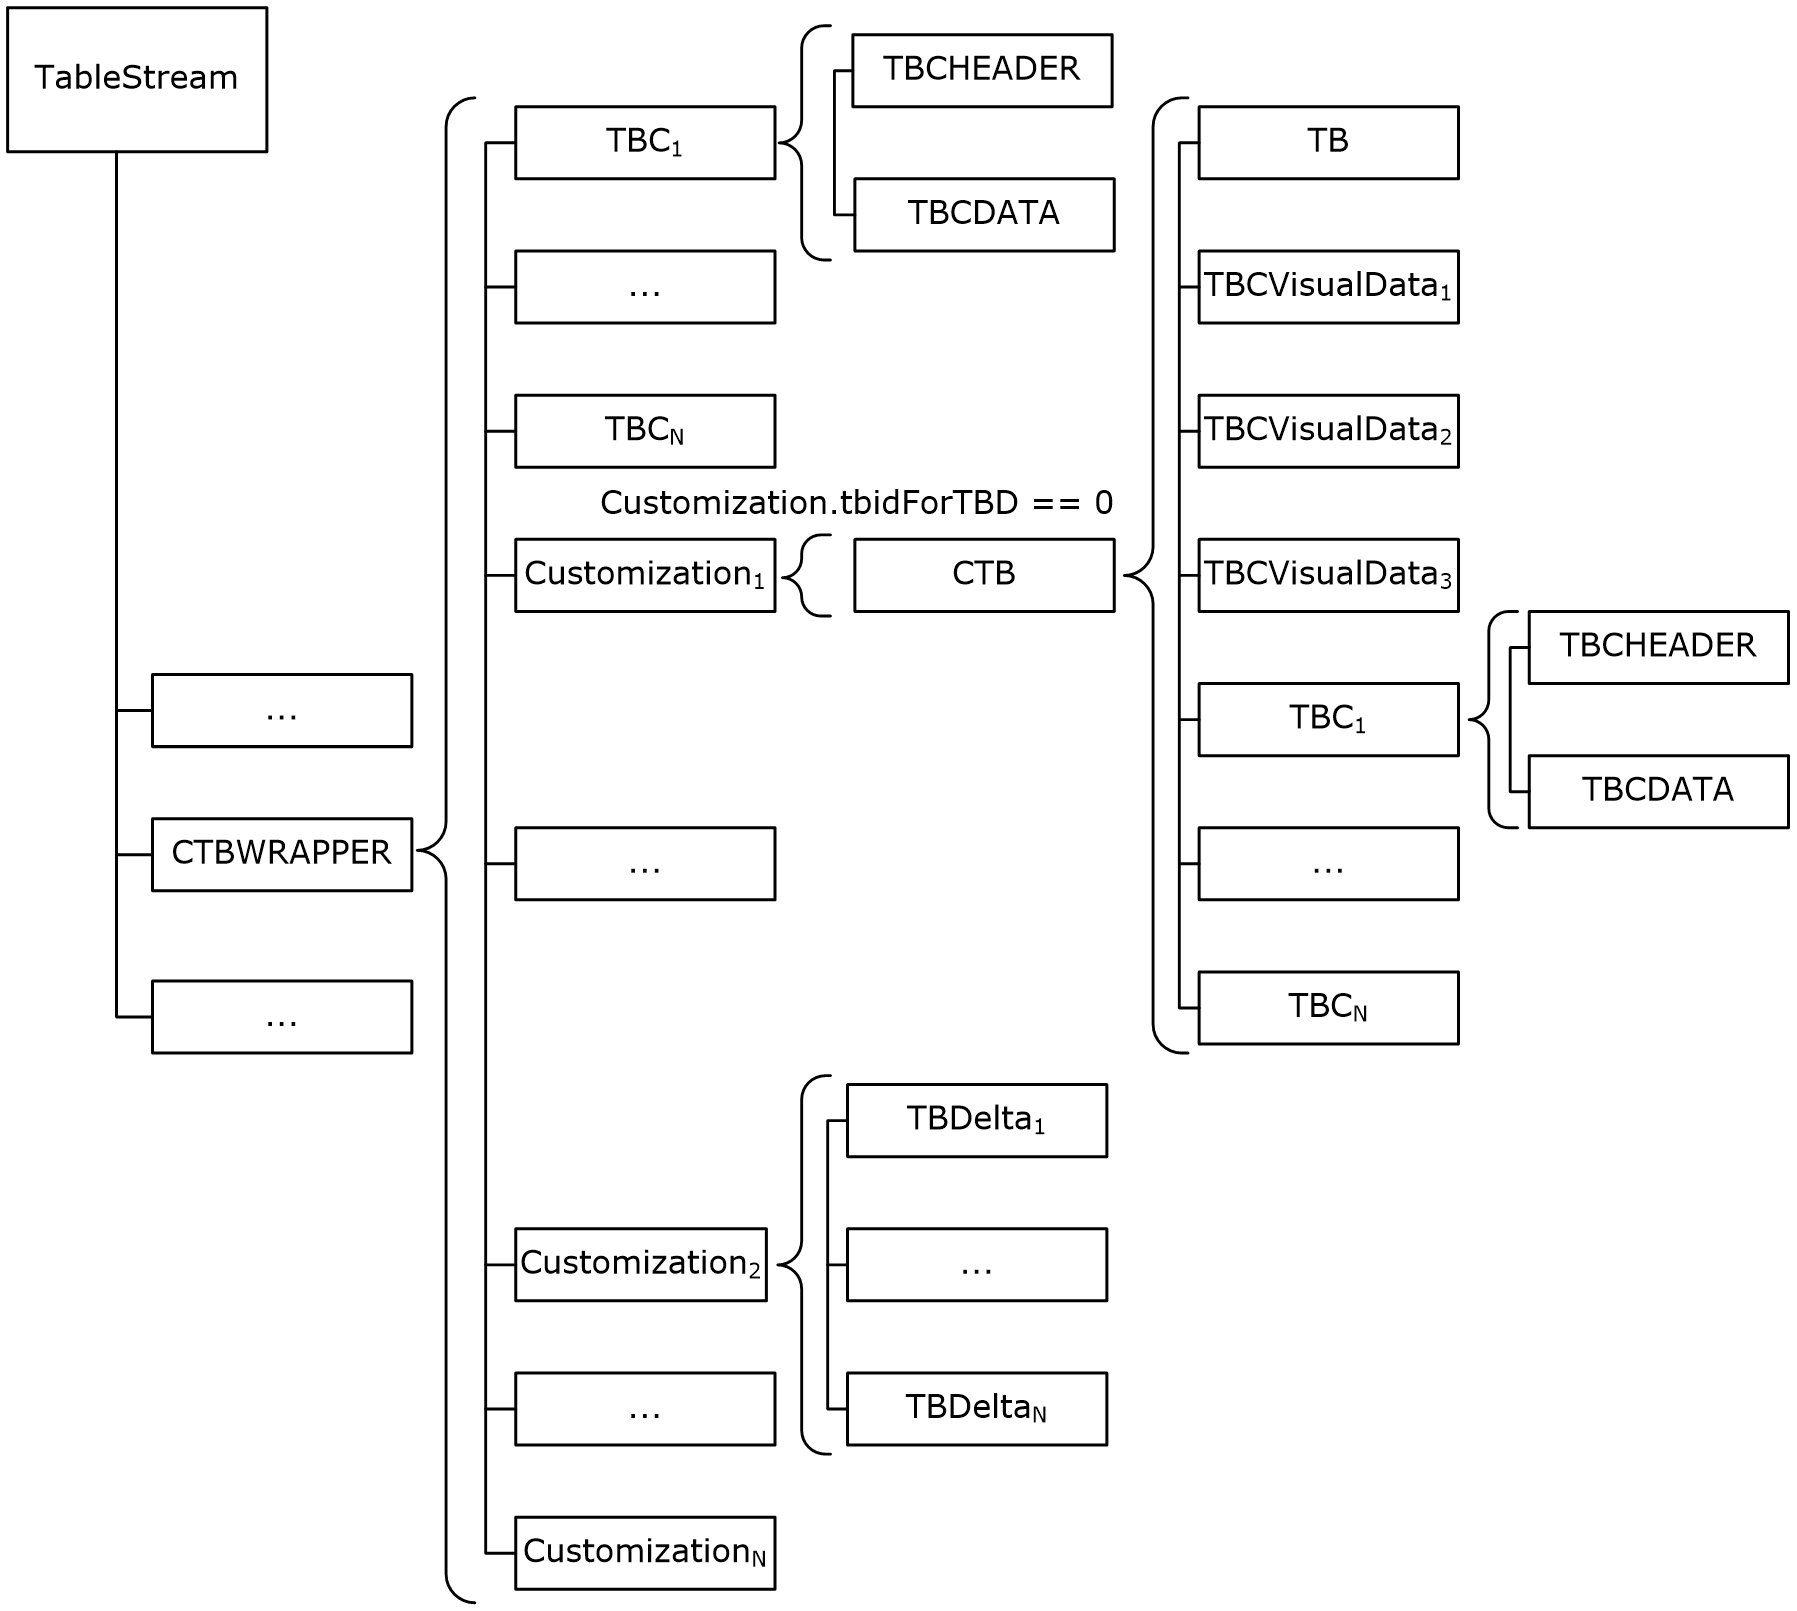 TableStream
...
CTBWRAPPER
...
TBC₁
...
TBCN
Customization.tbidForTBD == 0
Customization₁
...
Customization₂
...
CustomizationN
TBCHEADER
TBCDATA
CTB
TBDelta₁
...
TBDeltaN
TB
TBCVisualData₁
TBCVisualData₂
TBCVisualData₃
TBC₁
...
TBCN
TBCHEADER
TBCDATA